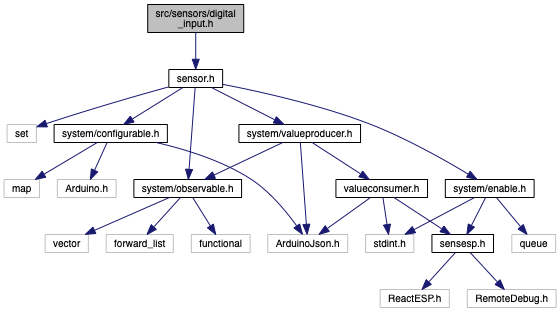 src/sensors/digital
_input.h
sensor.h
set
system/configurable.h
system/valueproducer.h
map
Arduino.h
system/observable.h
valueconsumer.h
system/enable.h
vector
forward_list
functional
ArduinoJson.h
stdint.h
sensesp.h
queue
ReactESP.h
RemoteDebug.h